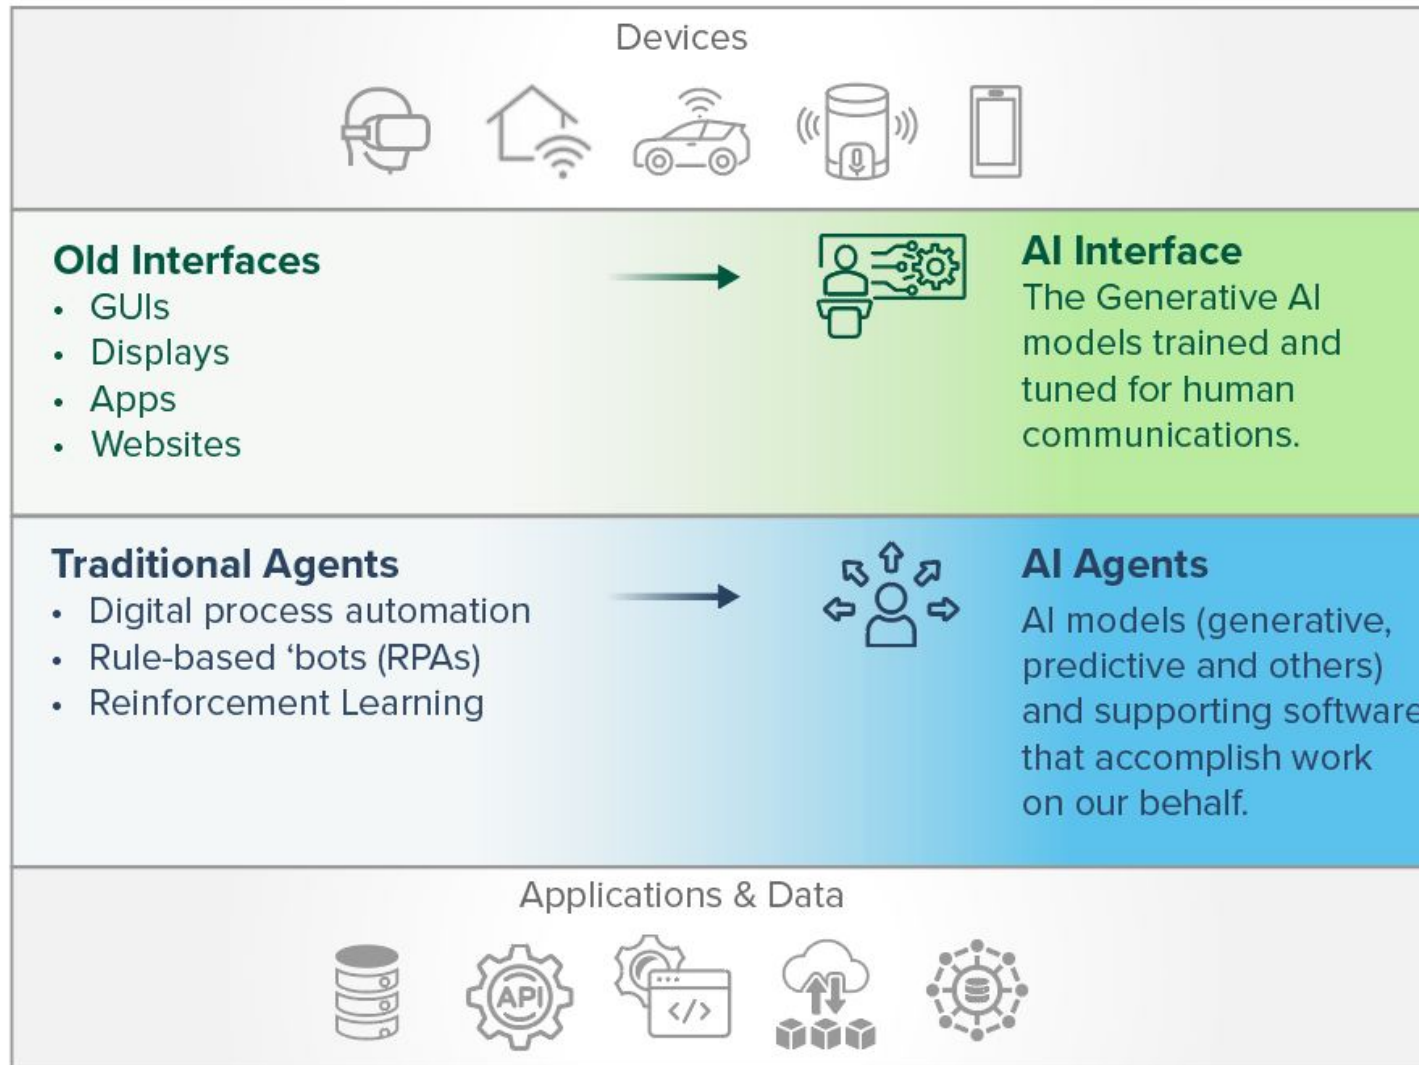 Devices
Old Interfaces
• GUIs
• Displays
• Apps
• Websites
AI Interface
The Generative AI
models trained and
tuned for human
communications.
Traditional Agents
• Digital process automation
• Rule-based ‘bots (RPAs)
• Reinforcement Learning
AI Agents
AI models (generative,
predictive and others)
and supporting software
that accomplish work
on our behalf.
Applications & Data
API
</>